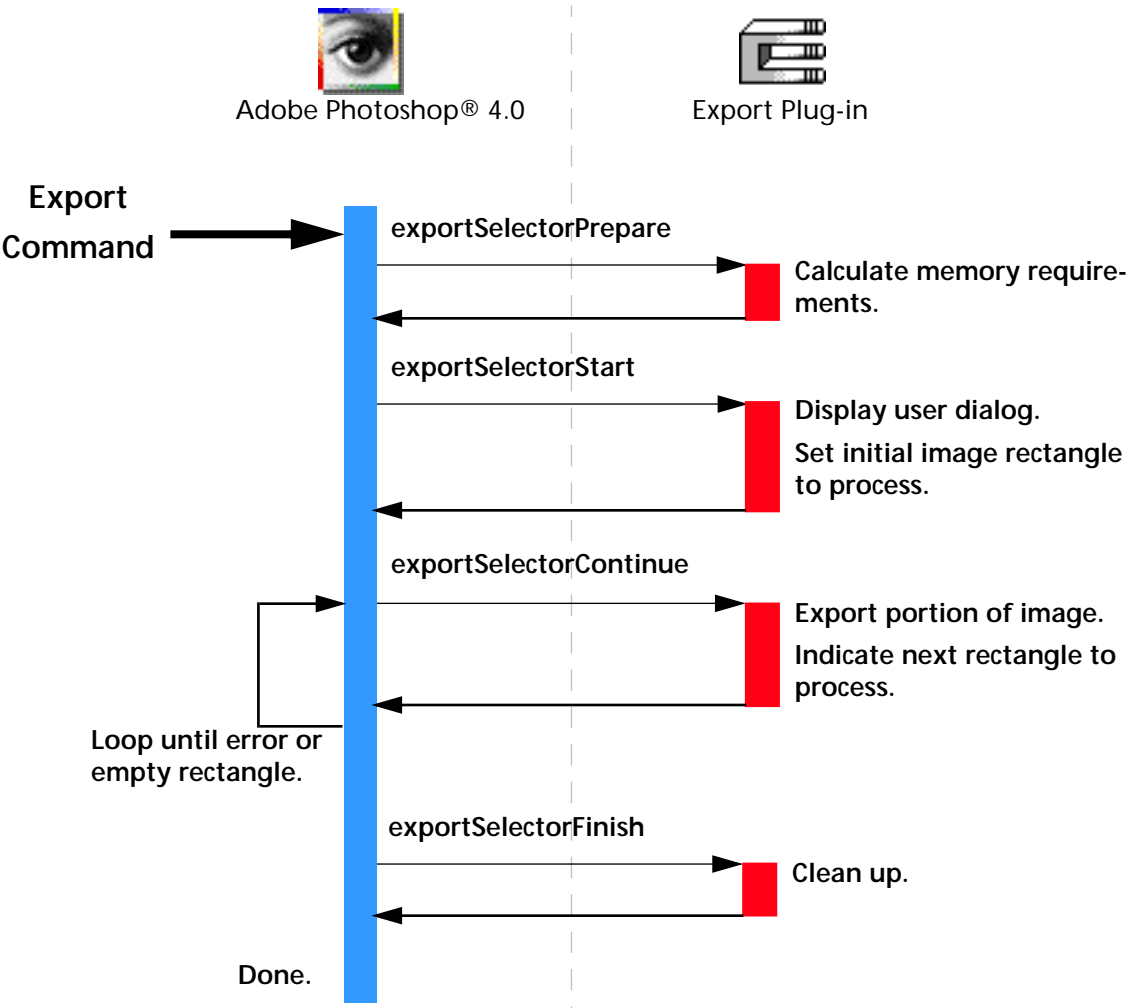 Adobe Photoshop® 4.0
Export Plug-in
Export
Command
exportSelectorPrepare
Calculate memory require-
ments.
exportSelectorStart
Display user dialog.
Set initial image rectangle
to process.
exportSelectorContinue
Export portion of image.
Indicate next rectangle to
process.
Loop until error or
empty rectangle.
exportSelectorFinish
Clean up.
Done.